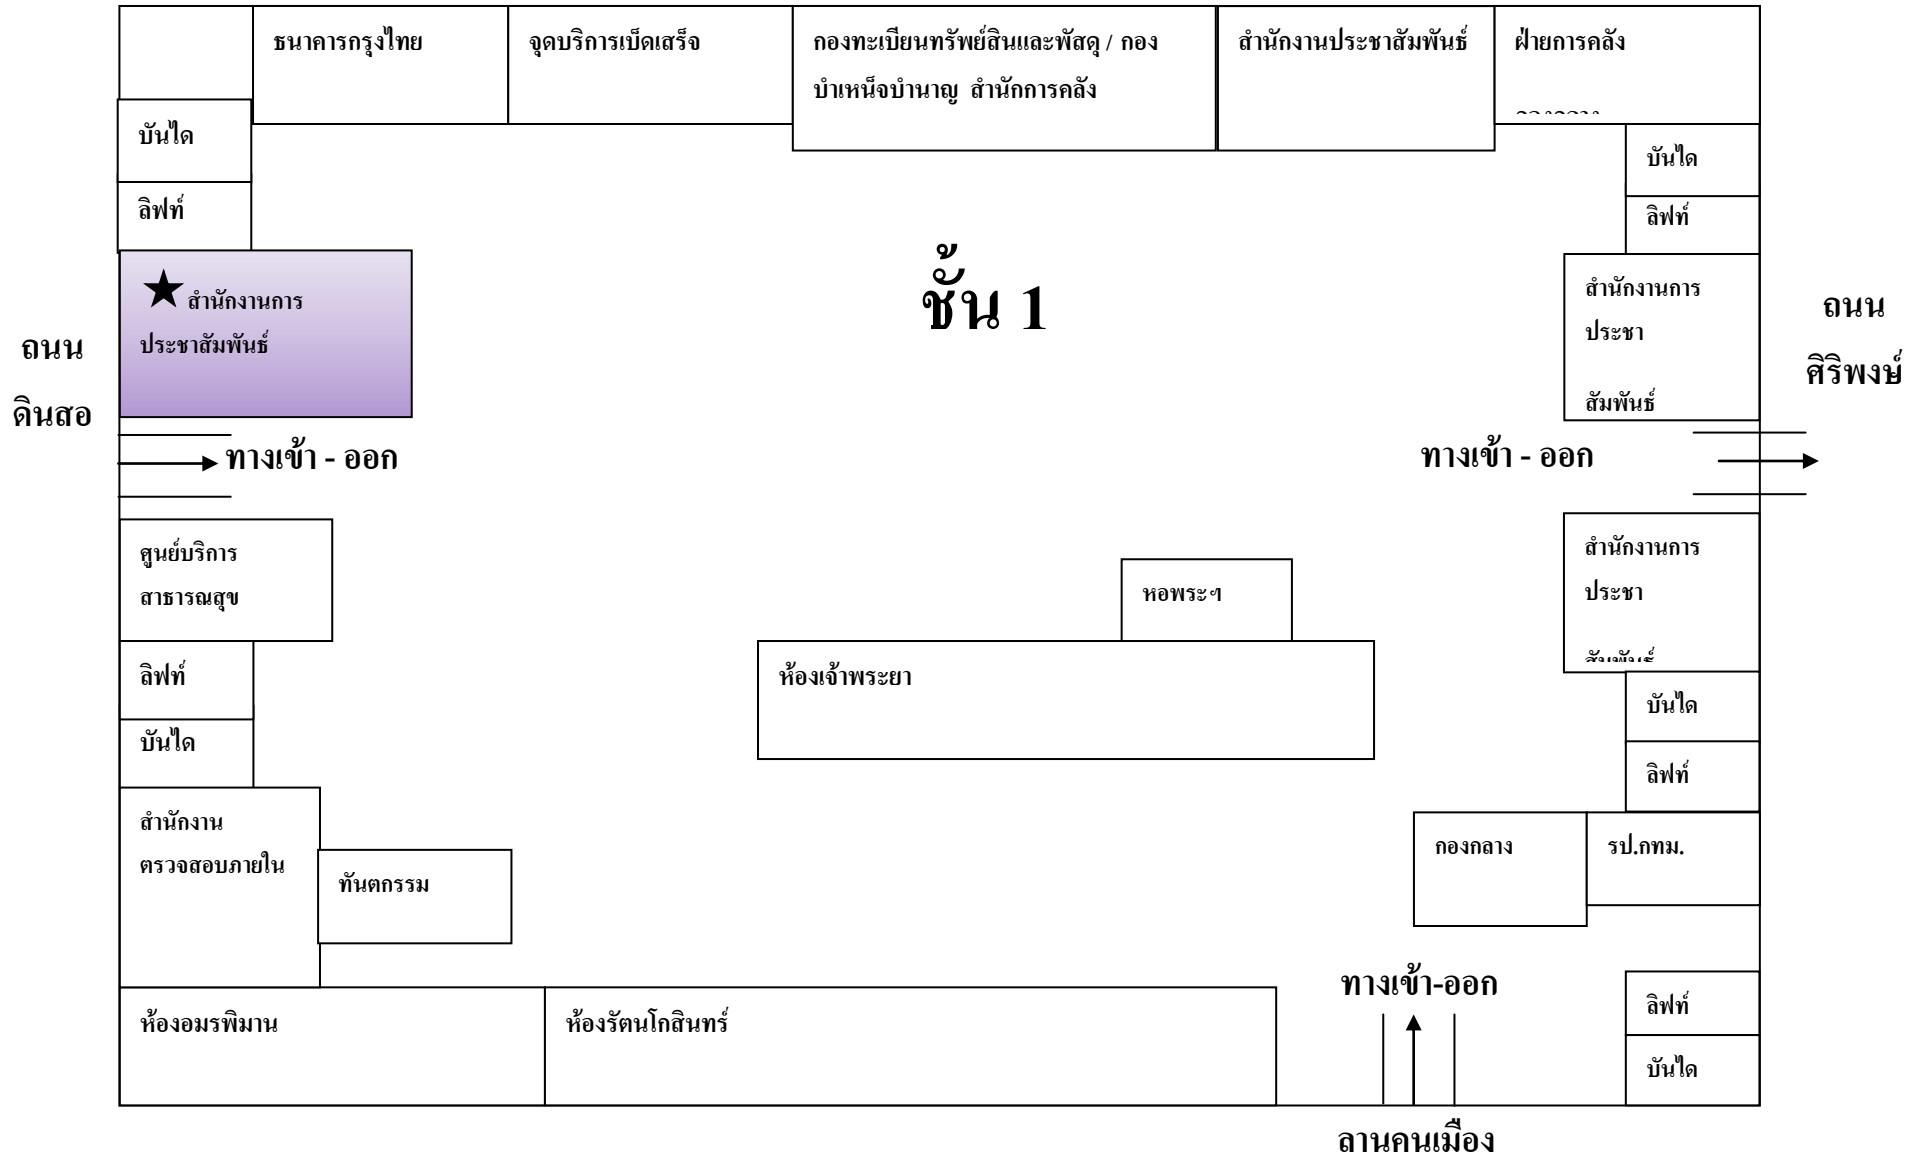 ธนาคารกรุงไทย
จุดบริการเบ็ดเสร็จ
กองทะเบียนทรัพย์สินและพัสดุ / กอง
บำเหน็จบำนาญ สำนักการคลัง
สำนักงานประชาสัมพันธ์
ฝ่ายการคลัง
บันได
ลิฟท์
บันได
ลิฟท์
★ สำนักงานการ
ประชาสัมพันธ์
ชั้น 1
สำนักงานการ
ประชา
สัมพันธ์
ถนน
ดินสอ
ถนน
ศิริพงษ์
ทางเข้า - ออก
ทางเข้า - ออก
ศูนย์บริการ
สาธารณสุข
หอพระฯ
สำนักงานการ
ประชา
สัมพันธ์
ลิฟท์
บันได
ห้องเจ้าพระยา
บันได
ลิฟท์
สำนักงาน
ตรวจสอบภายใน
ทันตกรรม
กองกลาง
รป.กทม.
ห้องอมรพิมาน
ห้องรัตนโกสินทร์
ทางเข้า-ออก
ลิฟท์
บันได
ลานคนเมือง